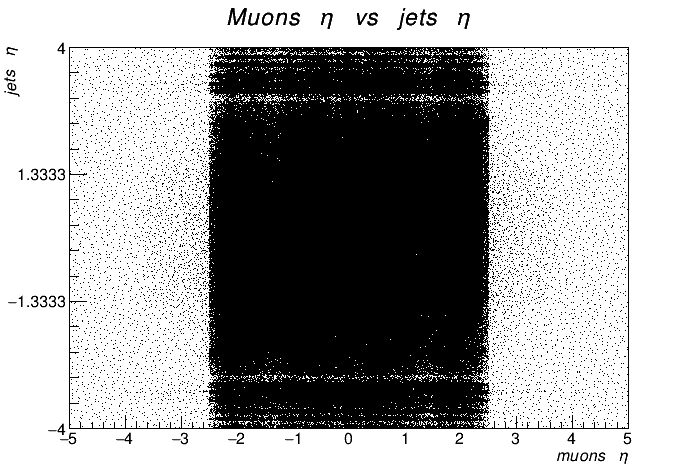 Muons η vs jets η
jets η
4
1.3333
−1.3333
−4
−5 −4 −3 −2 −1 0 1 2 3 4 5
muons η